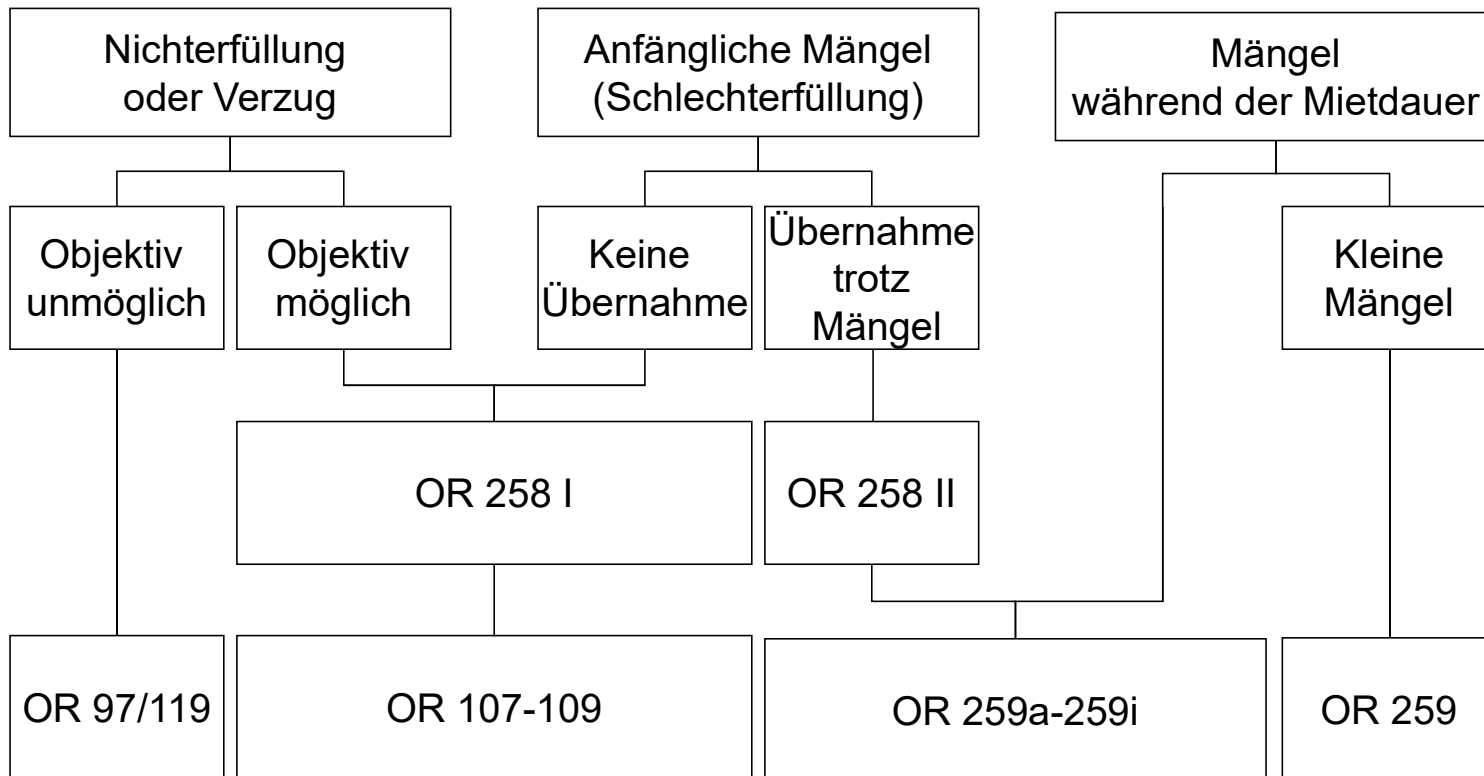 Nichterfüllung
oder Verzug
Anfängliche Mängel
(Schlechterfüllung)
Mängel
während der Mietdauer
Objektiv
unmöglich
Objektiv
möglich
Keine
Übernahme
Übernahme
trotz
Mängel
Kleine
Mängel
OR 258 I
OR 258 II
OR 97/119
OR 107-109
OR 259a-259i
OR 259